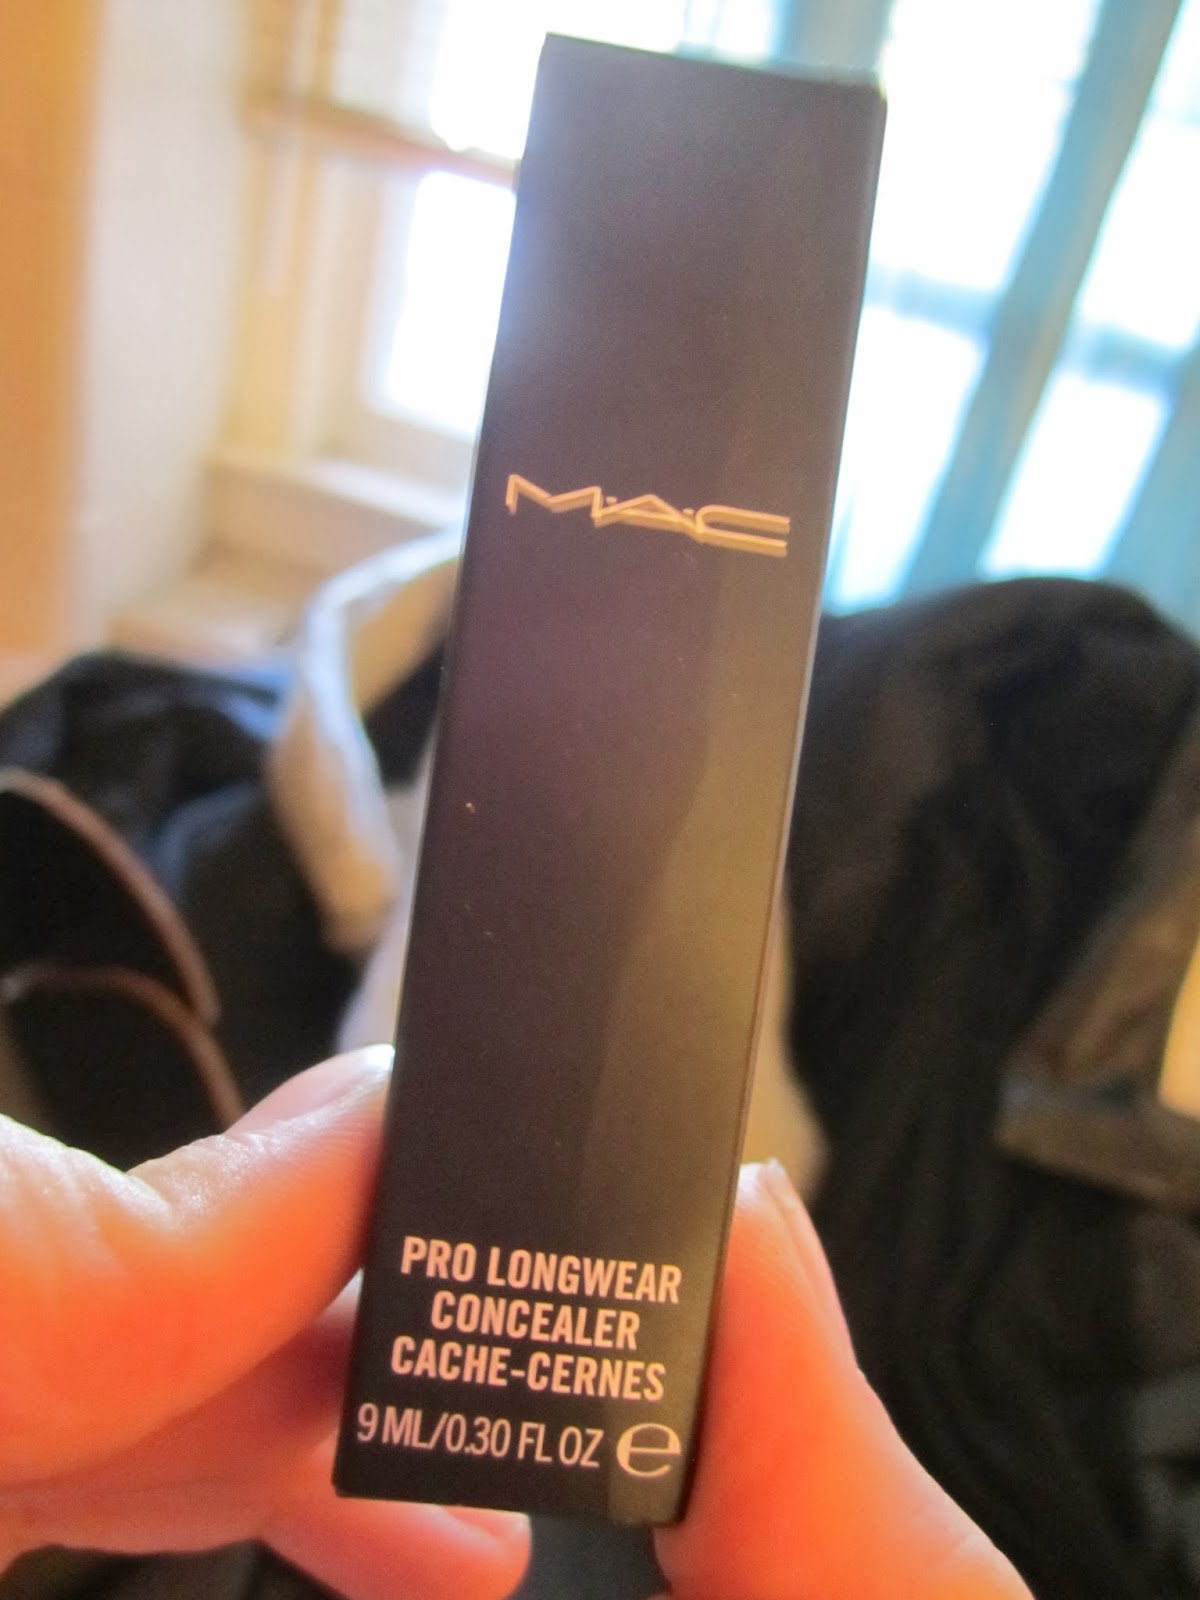 M·A·C
PRO LONGWEAR
CONCEALER
CACHE-CERNES
9 ML/0.30 FL OZ ℮